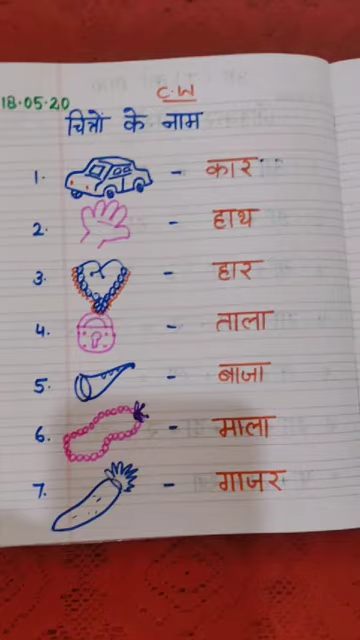 C.W
18.05.20
चित्रों के नाम
1. - कार
2. - हाथ
3. - हार
4. - ताला
5. - बाजा
6. - माला
7. - गाजर